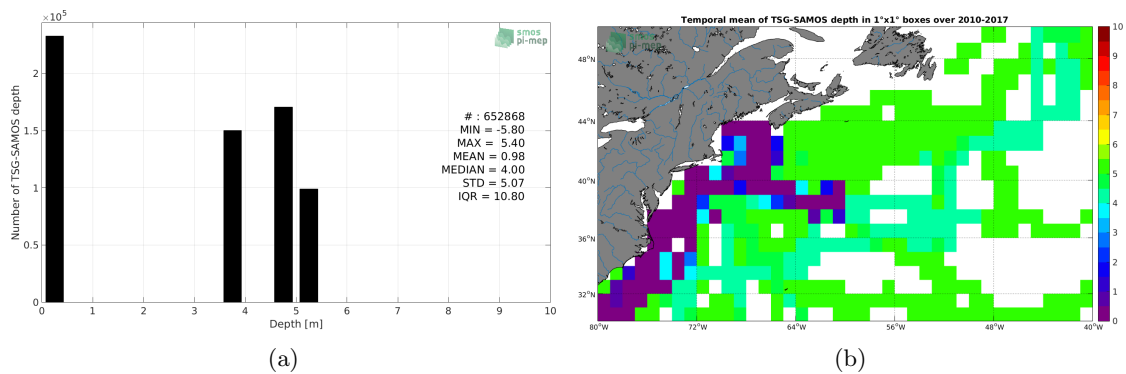 ×10⁵
2
1.5
1
0.5
0
Number of TSG-SAMOS depth
smos
pi-mep
# : 652868
MIN = -5.80
MAX = 5.40
MEAN = 0.98
MEDIAN = 4.00
STD = 5.07
IQR = 10.80
0 1 2 3 4 5 6 7 8 9 10
Depth [m]
(a)
Temporal mean of TSG-SAMOS depth in 1°x1° boxes over 2010-2017
smos
pi-mep
48°N
44°N
40°N
36°N
32°N
80°W 72°W 64°W 56°W 48°W 40°W
10
9
8
7
6
5
4
3
2
1
0
(b)